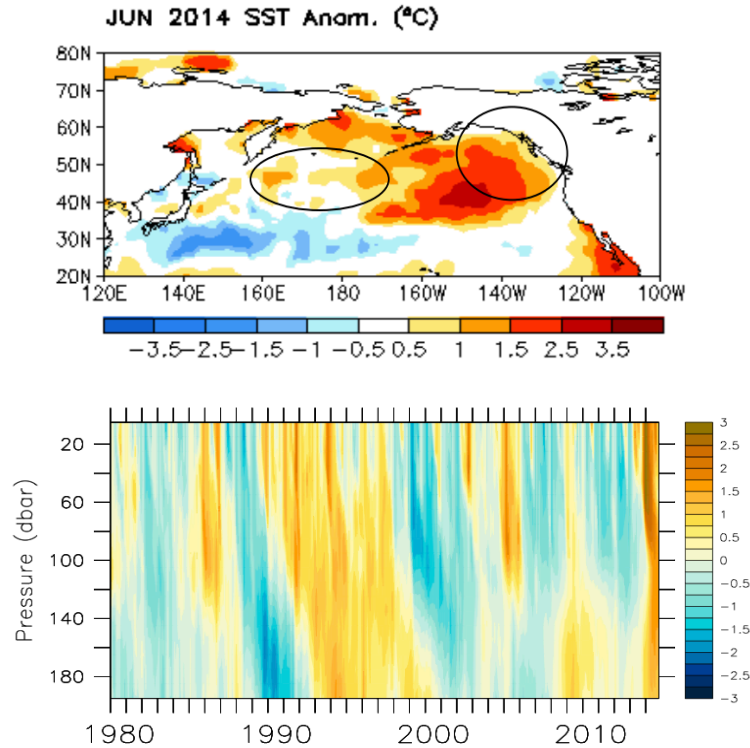 JUN 2014 SST Anom. (ºC)
80N
70N
60N
50N
40N
30N
20N
120E 140E 160E 180 160W 140W 120W 100W
-3.5 -2.5 -1.5 -1 -0.5 0.5 1 1.5 2.5 3.5
Pressure (dbar)
20
60
100
140
180
1980 1990 2000 2010
3
2.5
2
1.5
1
0.5
0
-0.5
-1
-1.5
-2
-2.5
-3